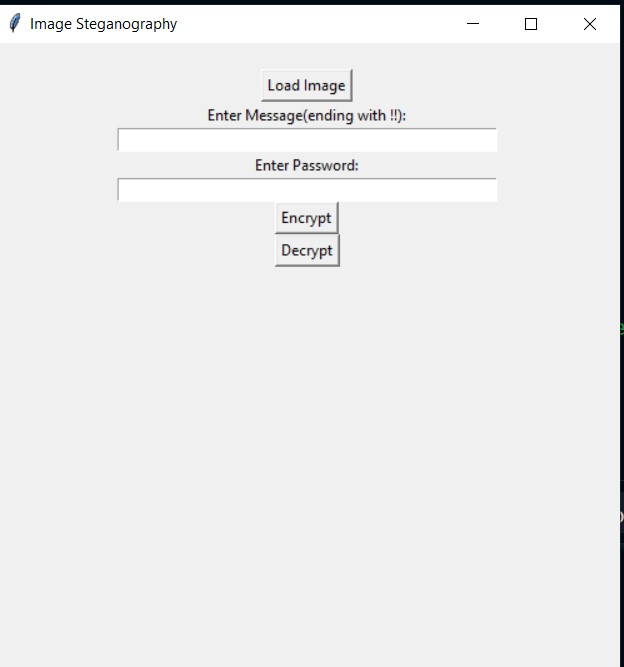 Image Steganography
Load Image
Enter Message(ending with !!):
Enter Password:
Encrypt
Decrypt